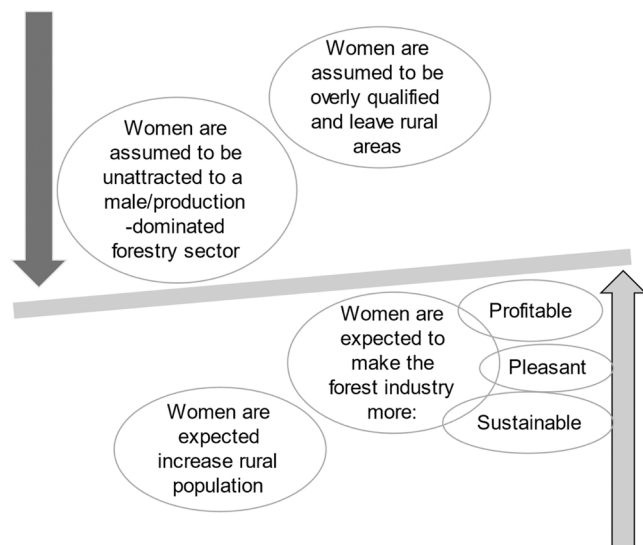 Women are
assumed to be
overly qualified
and leave rural
areas
Women are
assumed to be
unattracted to a
male/production
-dominated
forestry sector
Women are
expected to
make the
forest industry
more:
Profitable
Pleasant
Sustainable
Women are
expected
increase rural
population